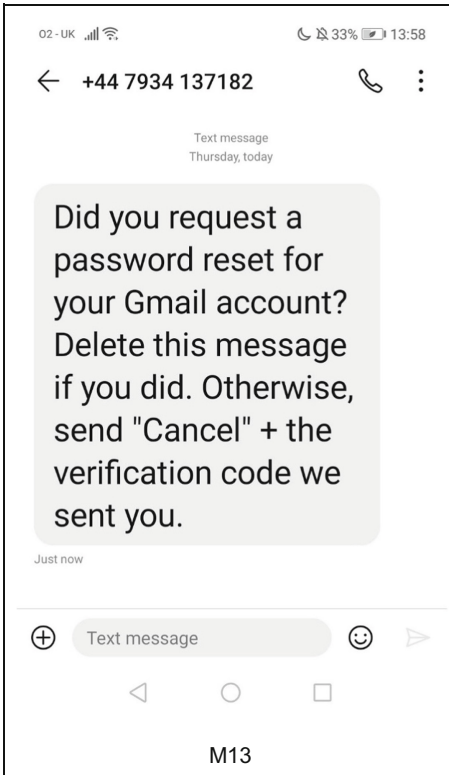 O2 - UK 33% 13:58
+44 7934 137182
Text message
Thursday, today
Did you request a
password reset for
your Gmail account?
Delete this message
if you did. Otherwise,
send "Cancel" + the
verification code we
sent you.
Just now
Text message
M13